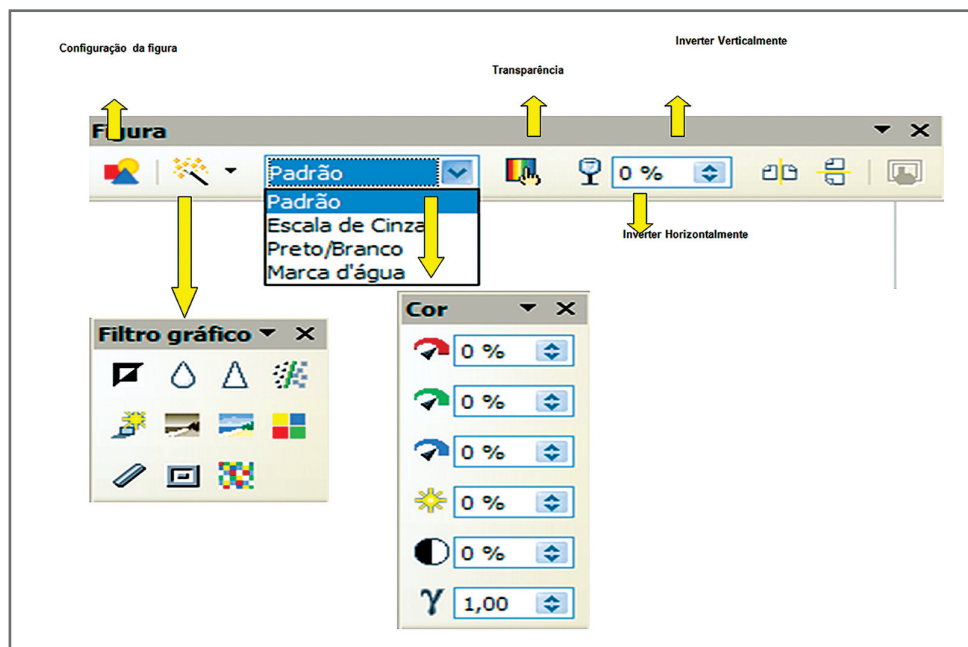 Configuração da figura
Inverter Verticalmente
Transparência
Figura
Padrão
0 %
Padrão
Escala de Cinza
Preto/Branco
Marca d'água
Inverter Horizontalmente
Filtro gráfico
Cor
0 %
0 %
0 %
0 %
0 %
γ 1,00